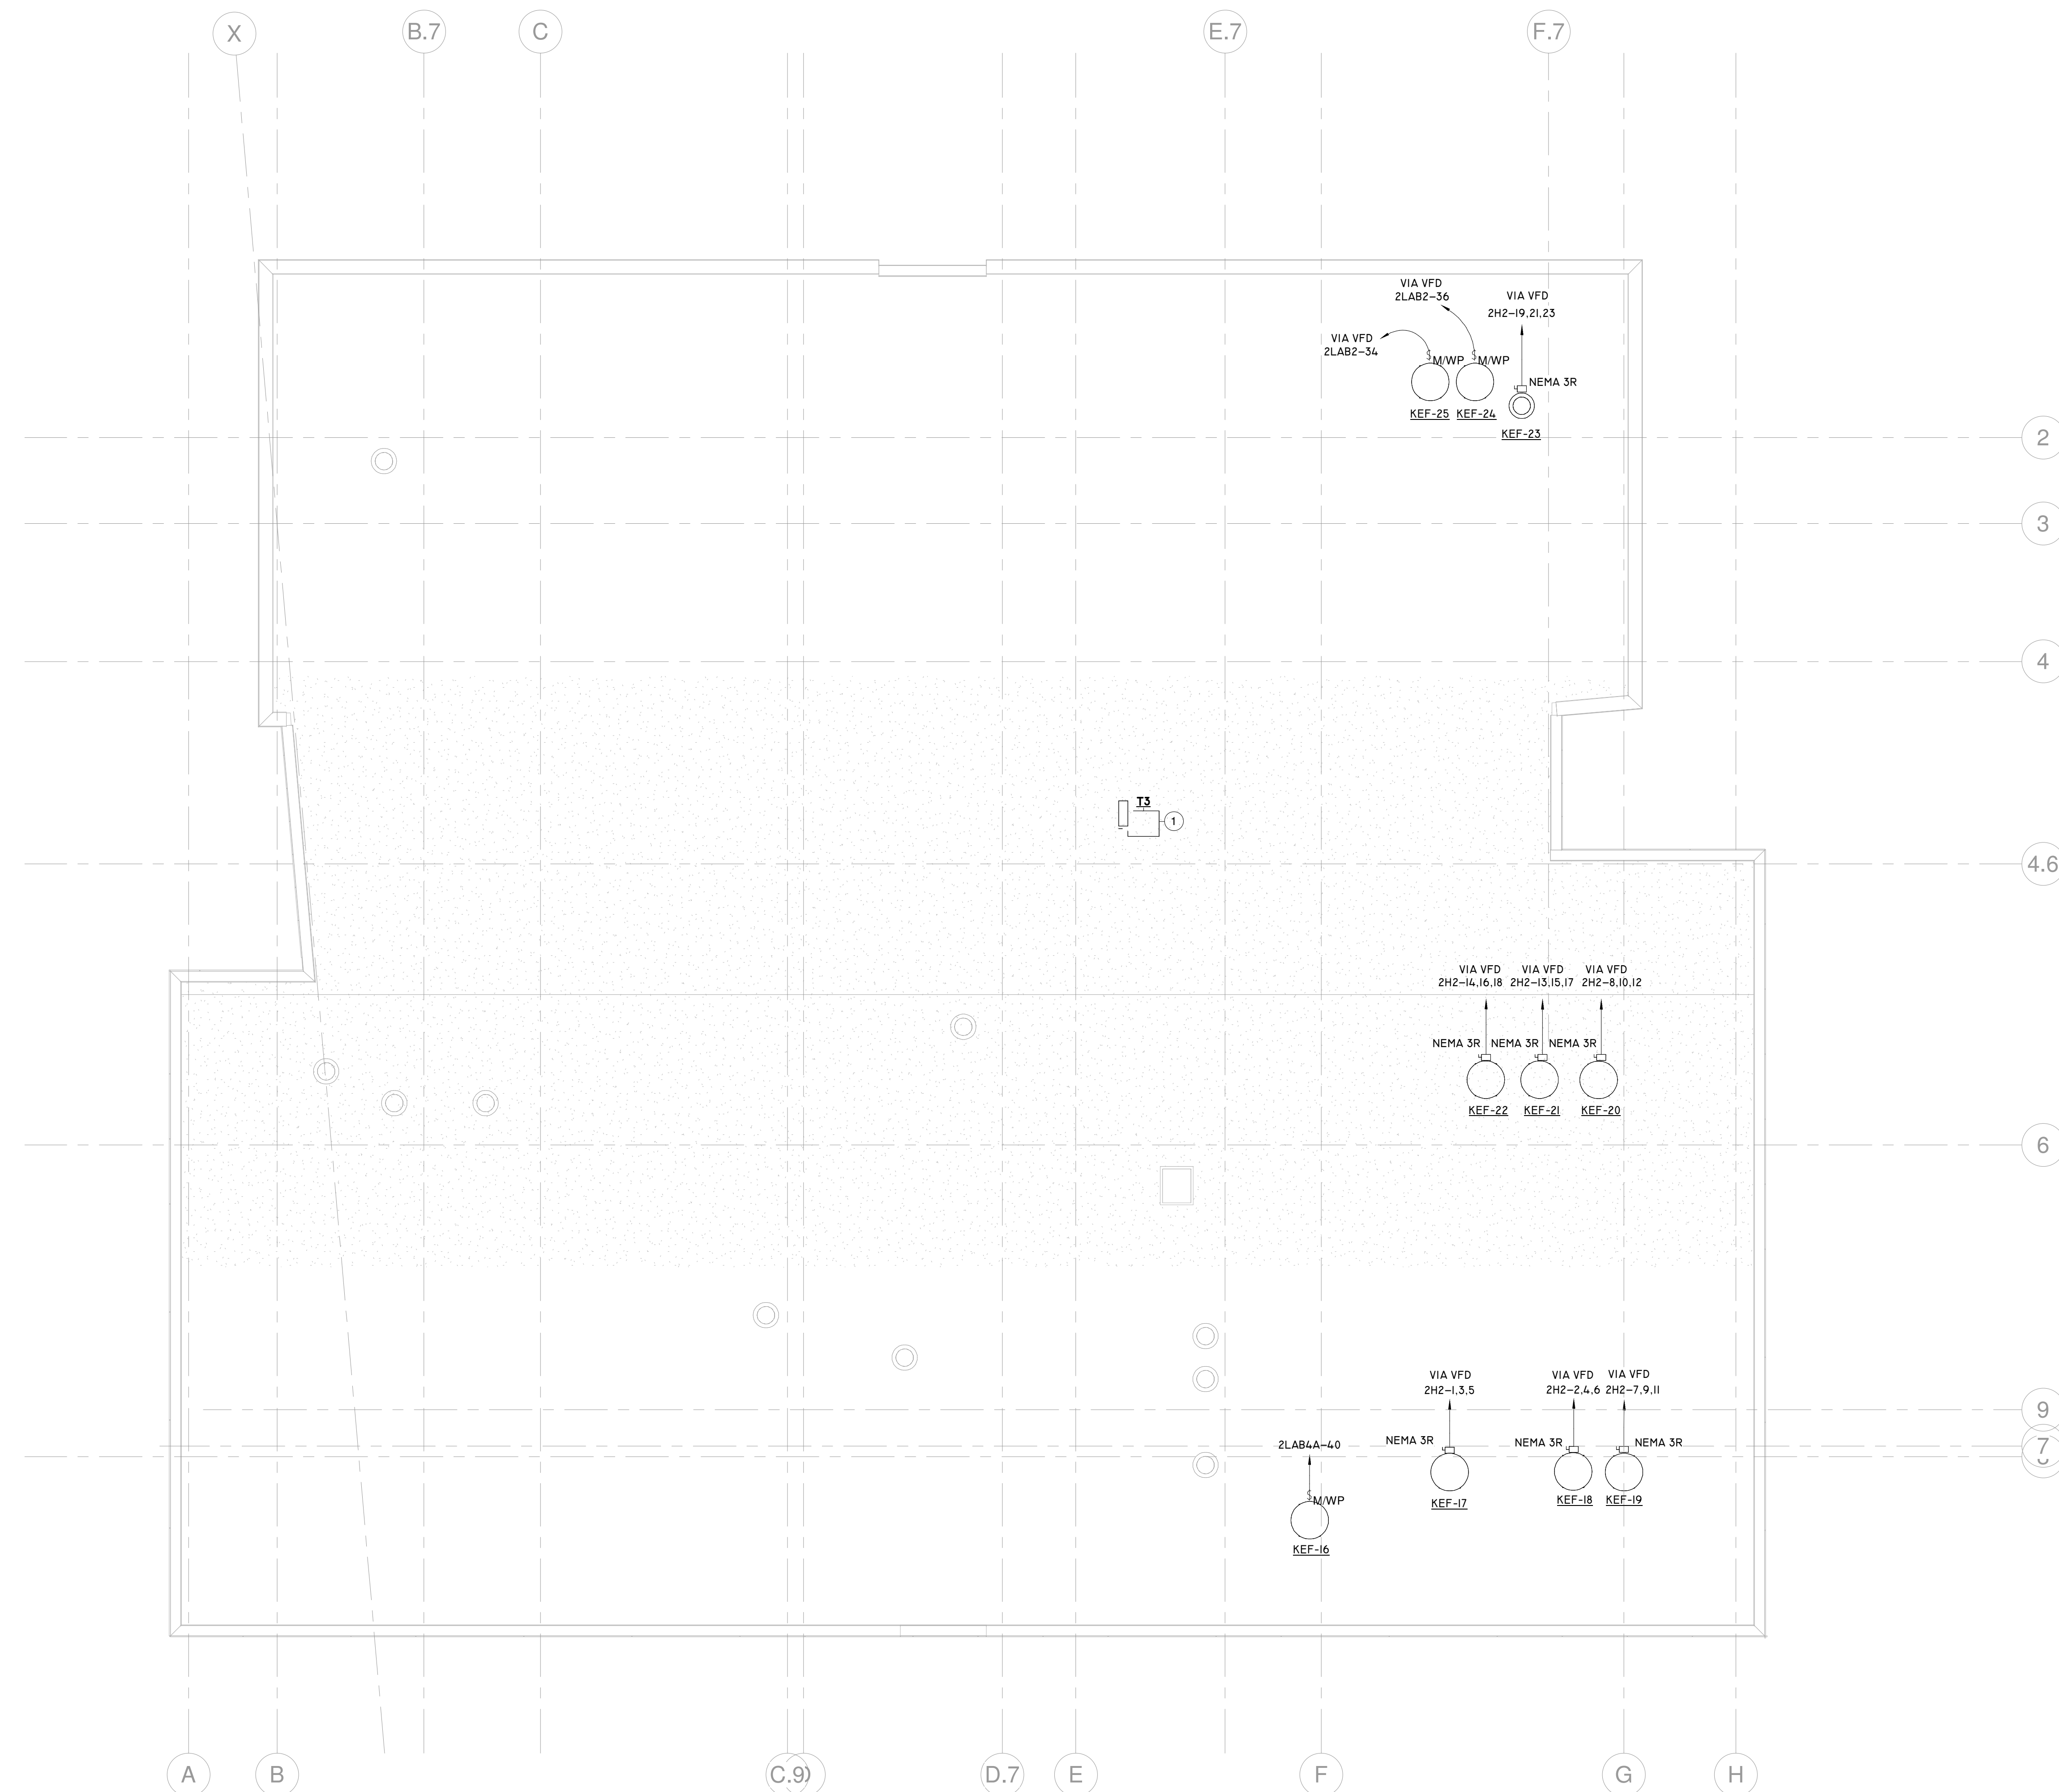 X
B.7
C
E.7
F.7
VIA VFD
2LAB2-36
VIA VFD
2H2-19,21,23
VIA VFD
2LAB2-34
M/WP
M/WP
NEMA 3R
KEF-25
KEF-24
KEF-23
2
3
4
T3
1
4.6
VIA VFD
2H2-14,16,18
VIA VFD
2H2-13,15,17
VIA VFD
2H2-8,10,12
NEMA 3R
NEMA 3R
NEMA 3R
KEF-22
KEF-21
KEF-20
6
VIA VFD
2H2-1,3,5
VIA VFD
2H2-2,4,6
VIA VFD
2H2-7,9,11
9
NEMA 3R
NEMA 3R
NEMA 3R
7
2LAB4A-40
M/WP
KEF-17
KEF-18
KEF-19
KEF-16
A
B
C.9
D.7
E
F
G
H